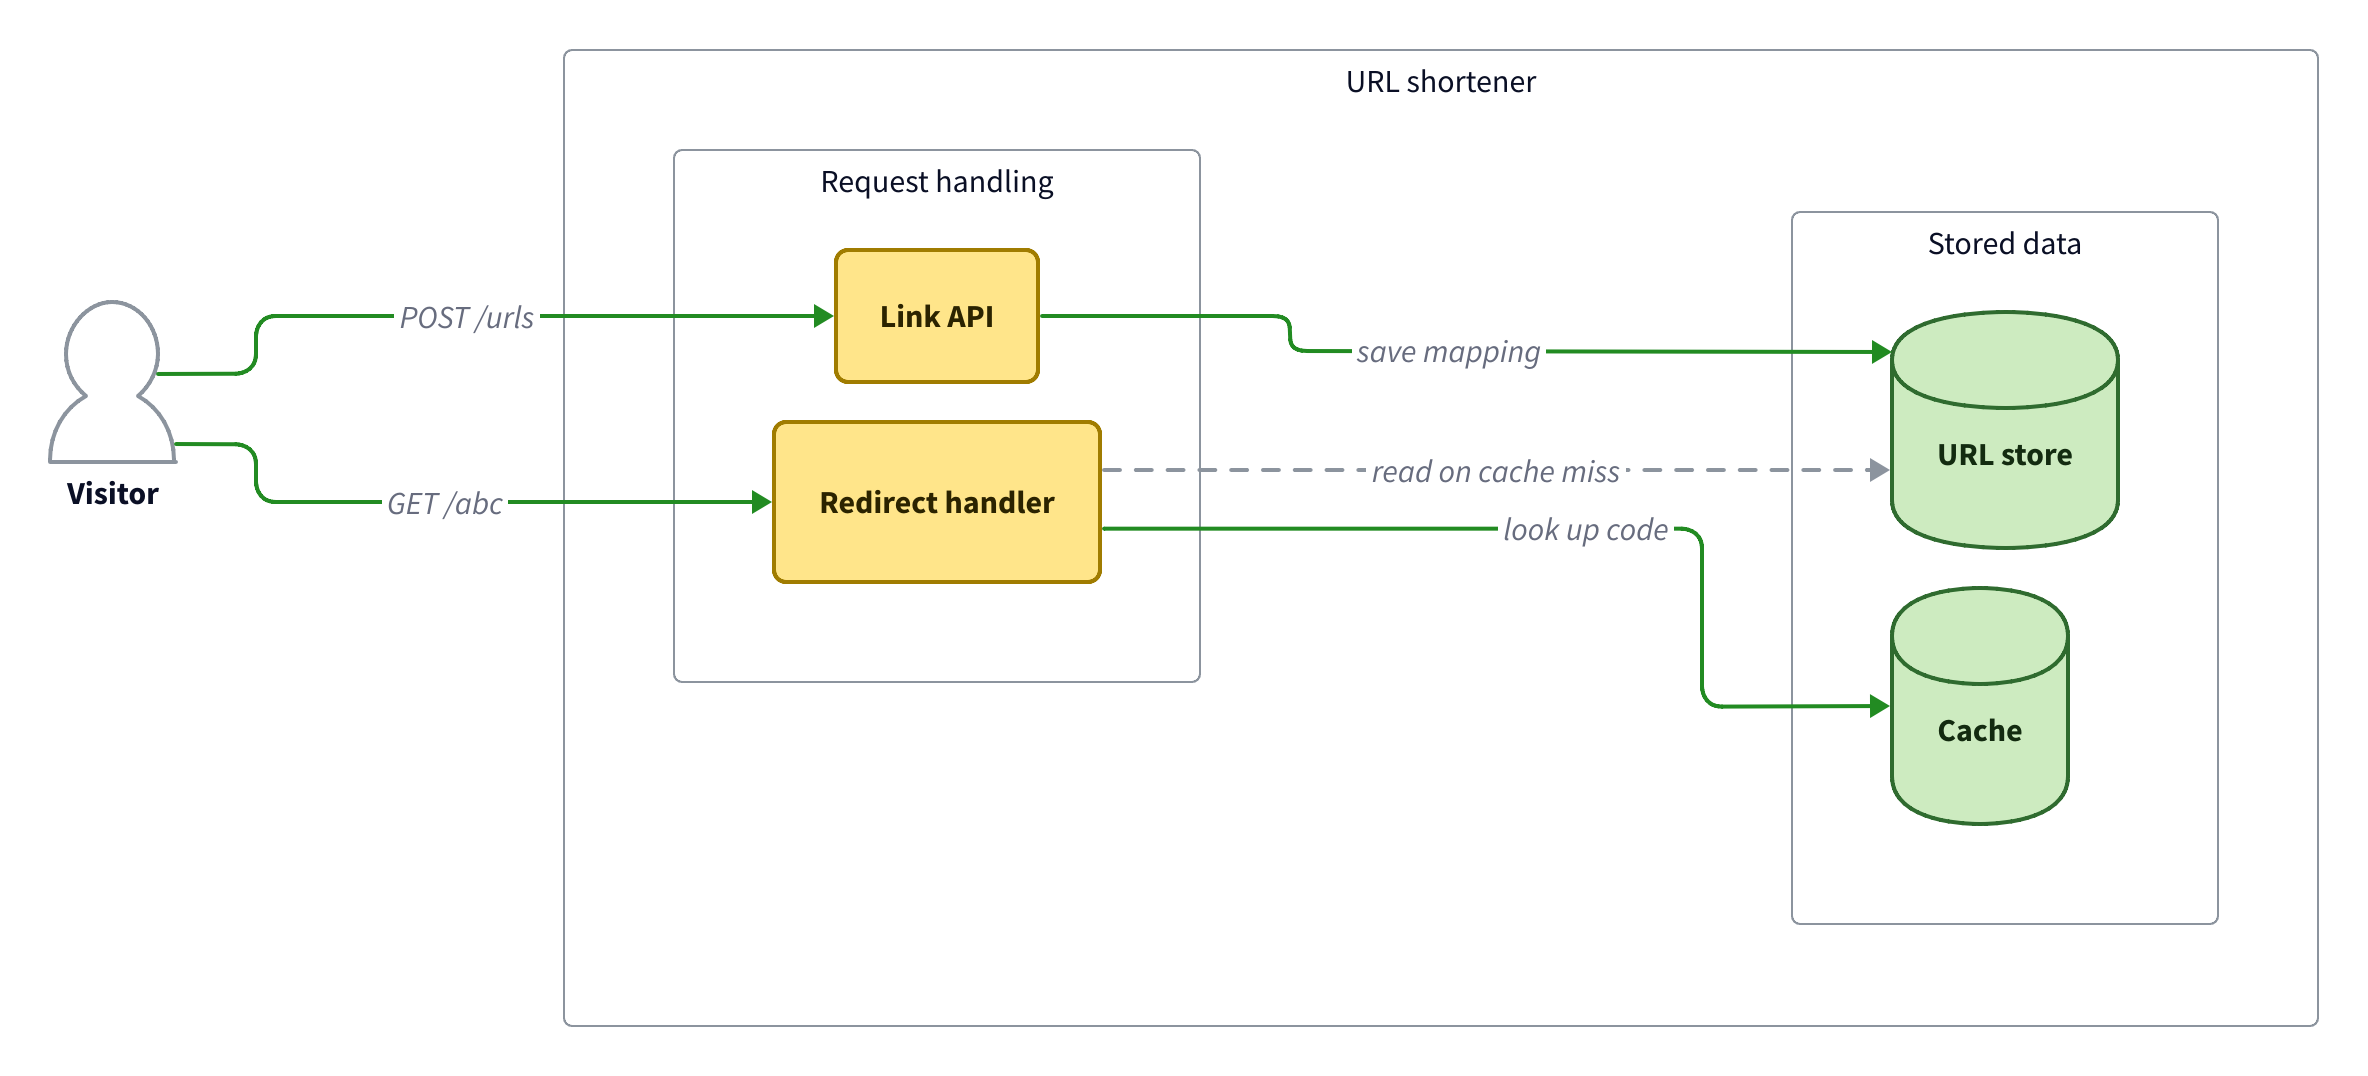 URL shortener
Request handling
Stored data
Link API
POST /urls
save mapping
URL store
read on cache miss
Visitor
GET /abc
Redirect handler
look up code
Cache